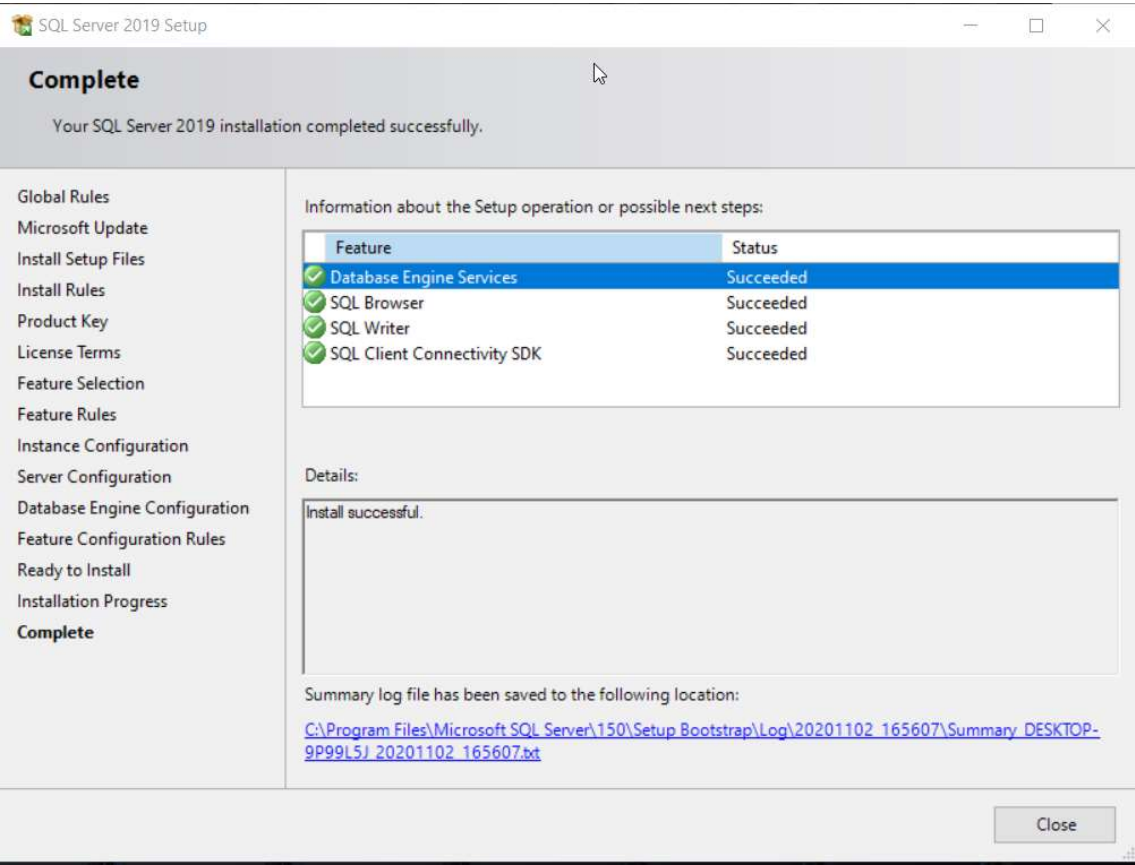 SQL Server 2019 Setup
Complete
Your SQL Server 2019 installation completed successfully.
Global Rules
Microsoft Update
Install Setup Files
Install Rules
Product Key
License Terms
Feature Selection
Feature Rules
Instance Configuration
Server Configuration
Database Engine Configuration
Feature Configuration Rules
Ready to Install
Installation Progress
Complete
Information about the Setup operation or possible next steps:
Feature Status
Database Engine Services Succeeded
SQL Browser Succeeded
SQL Writer Succeeded
SQL Client Connectivity SDK Succeeded
Details:
Install successful.
Summary log file has been saved to the following location:
C:\Program Files\Microsoft SQL Server\150\Setup Bootstrap\Log\20201102_165607\Summary_DESKTOP-
9P99L5J_20201102_165607.txt
Close